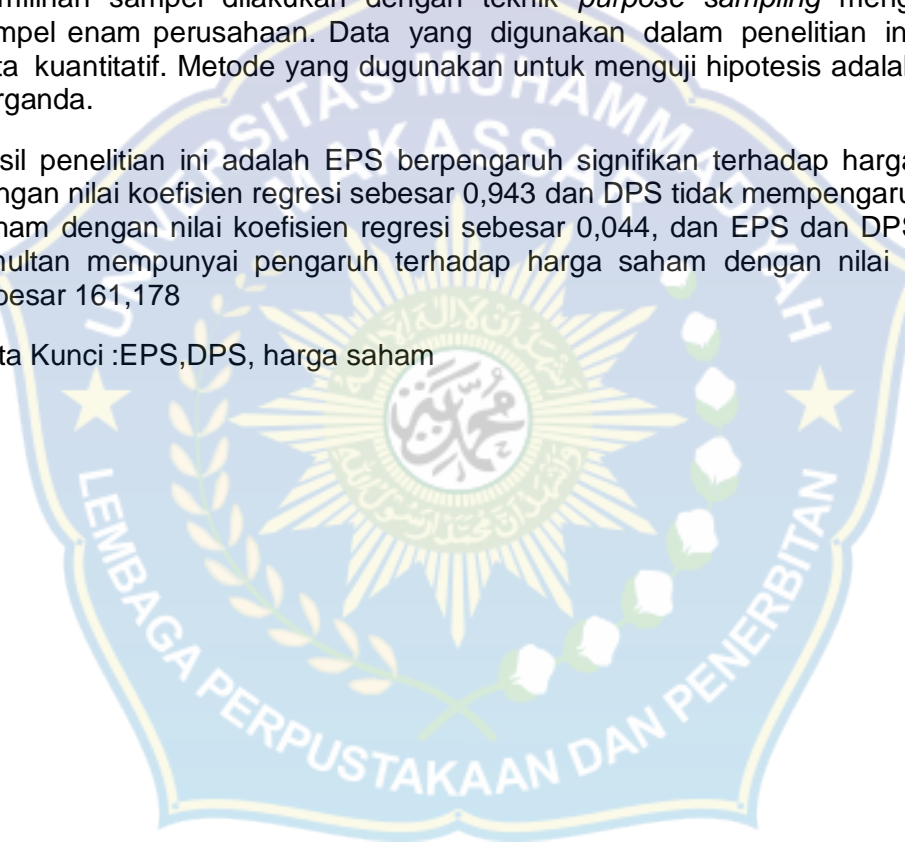 milihan sampel dilakukan dengan teknik purpose sampling meng
mpel enam perusahaan. Data yang digunakan dalam penelitian in
ta kuantitatif. Metode yang dugunakan untuk menguji hipotesis adalah
rganda.
sil penelitian ini adalah EPS berpengaruh signifikan terhadap harga
ngan nilai koefisien regresi sebesar 0,943 dan DPS tidak mempengaru
ham dengan nilai koefisien regresi sebesar 0,044, dan EPS dan DPS
multan mempunyai pengaruh terhadap harga saham dengan nilai
besar 161,178
ta Kunci :EPS,DPS, harga saham
UNIVERSITAS MUHAMMADIYAH
MAKASSAR
LEMBAGA PERPUSTAKAAN DAN PENERBITAN